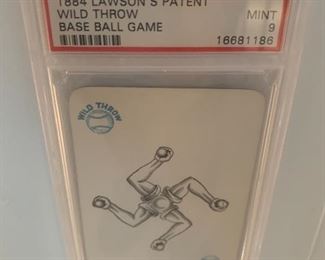 1884 LAWSON'S PATENT
WILD THROW MINT
BASE BALL GAME 9
16681186
WILD THROW